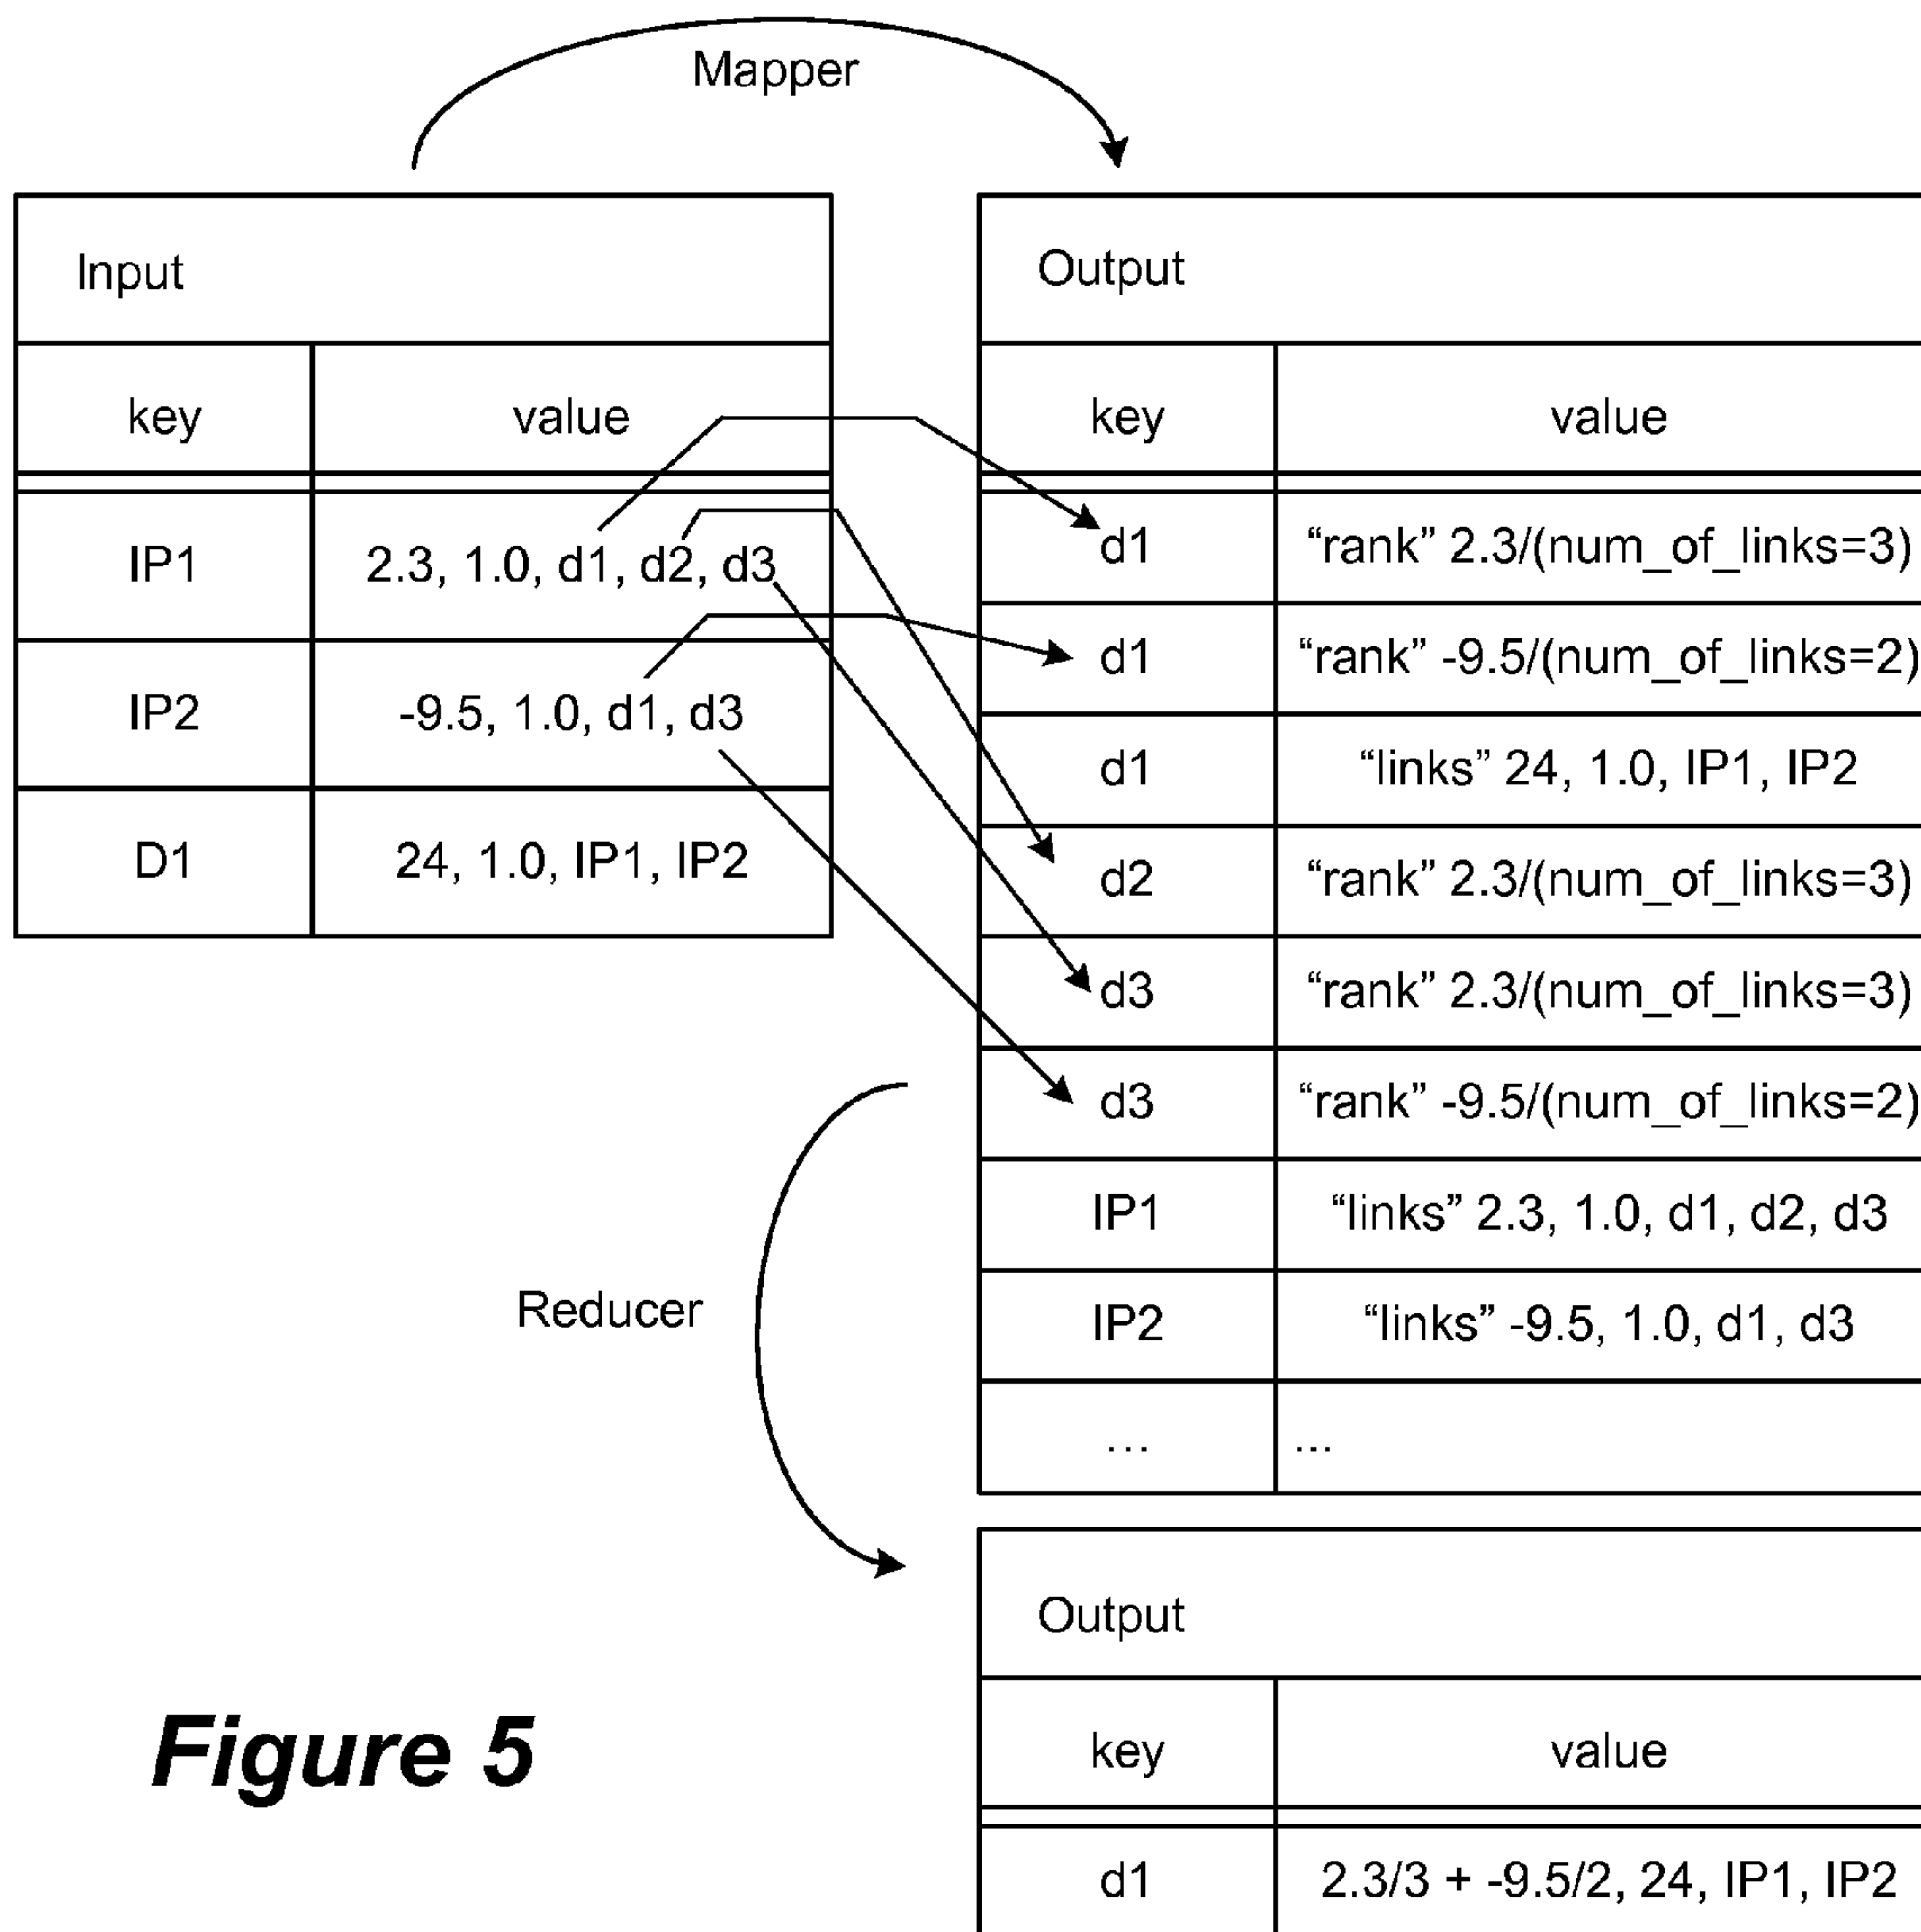 Mapper
Input
key value
IP1 2.3, 1.0, d1, d2, d3
IP2 -9.5, 1.0, d1, d3
D1 24, 1.0, IP1, IP2
Output
key value
d1 “rank” 2.3/(num_of_links=3)
d1 “rank” -9.5/(num_of_links=2)
d1 “links” 24, 1.0, IP1, IP2
d2 “rank” 2.3/(num_of_links=3)
d3 “rank” 2.3/(num_of_links=3)
d3 “rank” -9.5/(num_of_links=2)
IP1 “links” 2.3, 1.0, d1, d2, d3
IP2 “links” -9.5, 1.0, d1, d3
... ...
Reducer
Output
key value
d1 2.3/3 + -9.5/2, 24, IP1, IP2
Figure 5